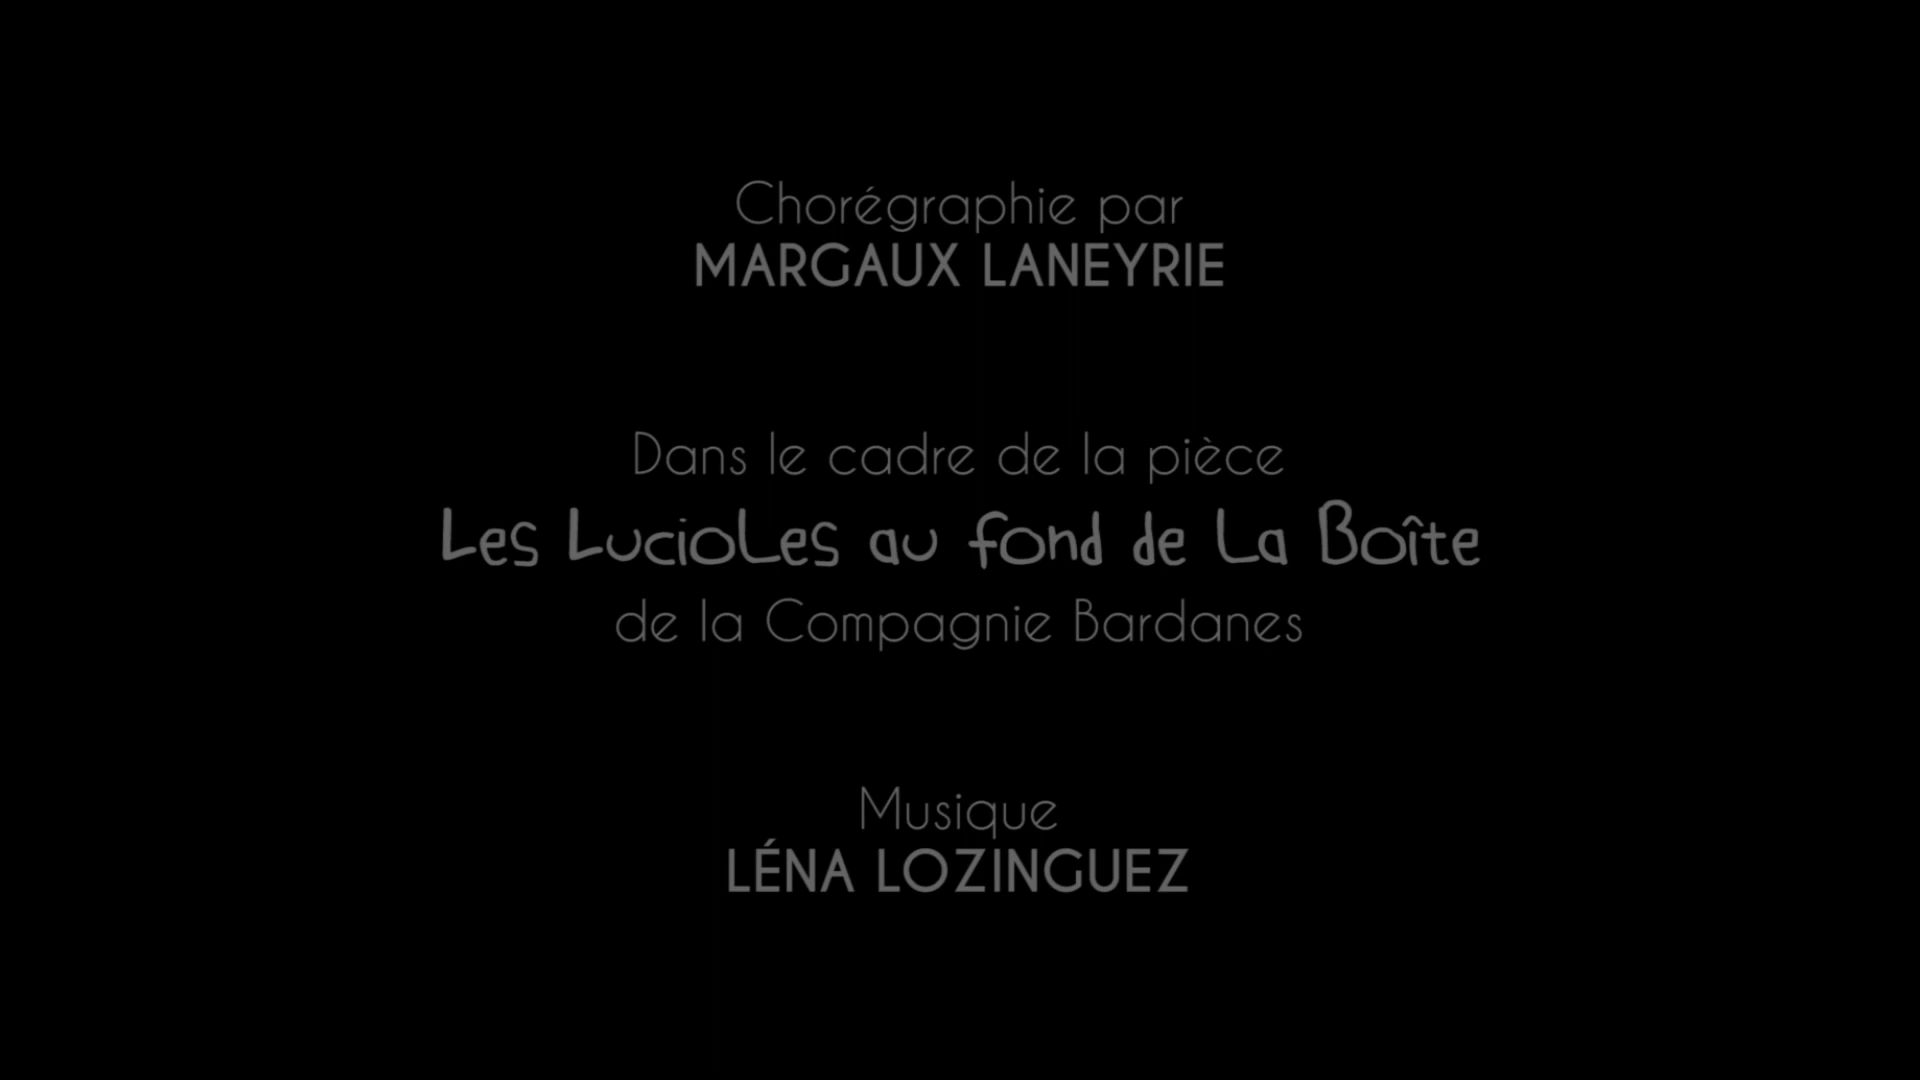 Chorégraphie par
MARGAUX LANEYRIE
Dans le cadre de la pièce
Les LucioLes au fond de La Boîte
de la Compagnie Bardanes
Musique
LÉNA LOZINGUEZ